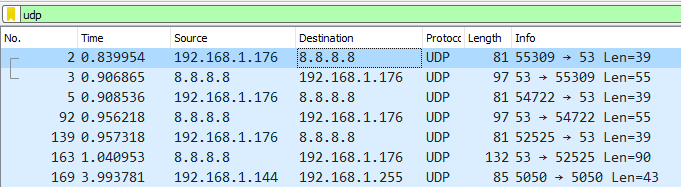 udp
No. Time Source Destination Protocc Length Info
2 0.839954 192.168.1.176 8.8.8.8 UDP 81 55309 → 53 Len=39
3 0.906865 8.8.8.8 192.168.1.176 UDP 97 53 → 55309 Len=55
5 0.908536 192.168.1.176 8.8.8.8 UDP 81 54722 → 53 Len=39
92 0.956218 8.8.8.8 192.168.1.176 UDP 97 53 → 54722 Len=55
139 0.957318 192.168.1.176 8.8.8.8 UDP 81 52525 → 53 Len=39
163 1.040953 8.8.8.8 192.168.1.176 UDP 132 53 → 52525 Len=90
169 3.993781 192.168.1.144 192.168.1.255 UDP 85 5050 → 5050 Len=43